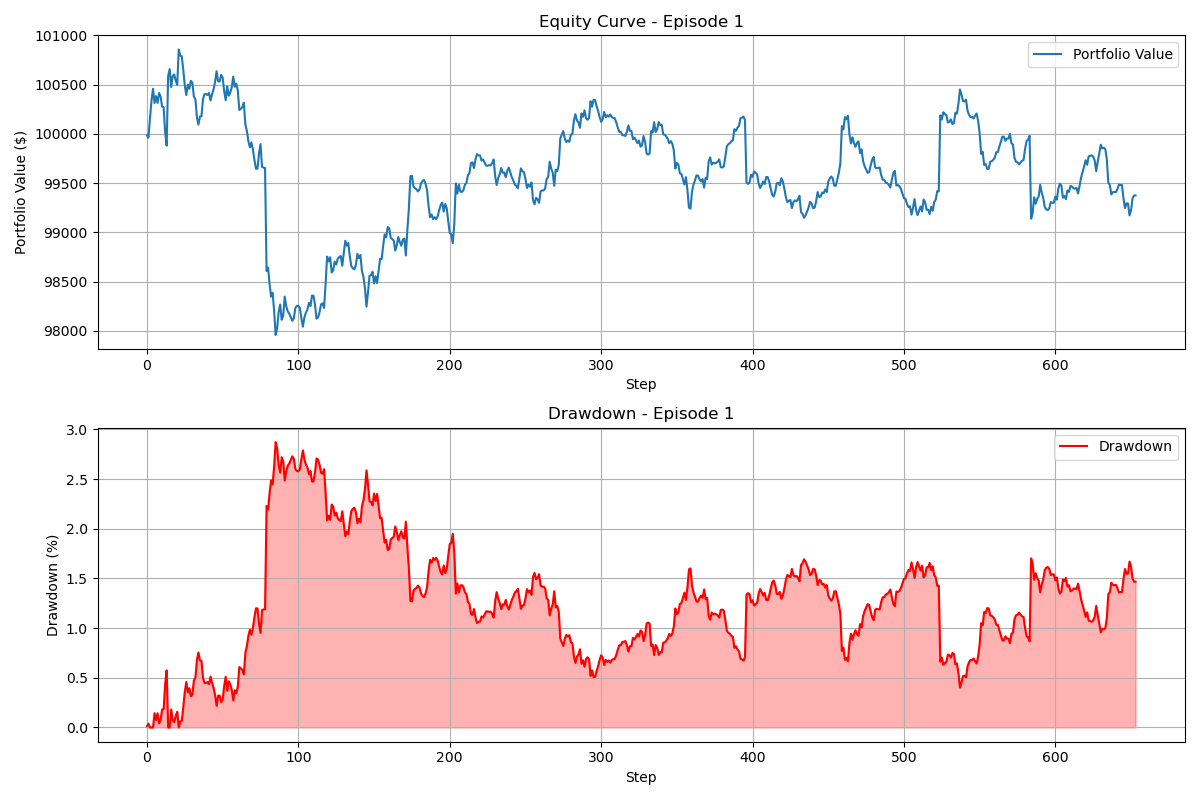 Equity Curve - Episode 1
Portfolio Value ($)
101000
100500
100000
99500
99000
98500
98000
Portfolio Value
0 100 200 300 400 500 600
Step
Drawdown - Episode 1
Drawdown (%)
3.0
2.5
2.0
1.5
1.0
0.5
0.0
Drawdown
0 100 200 300 400 500 600
Step